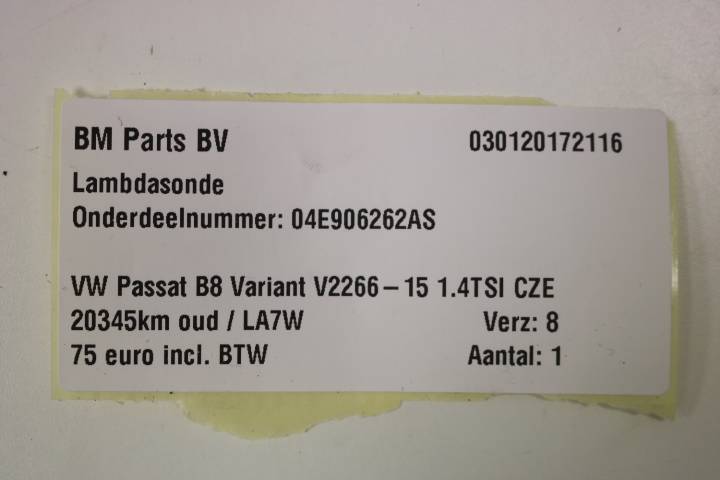 BM Parts BV 030120172116
Lambdasonde
Onderdeelnummer: 04E906262AS
VW Passat B8 Variant V2266-15 1.4TSI CZE
20345km oud / LA7W Verz: 8
75 euro incl. BTW Aantal: 1